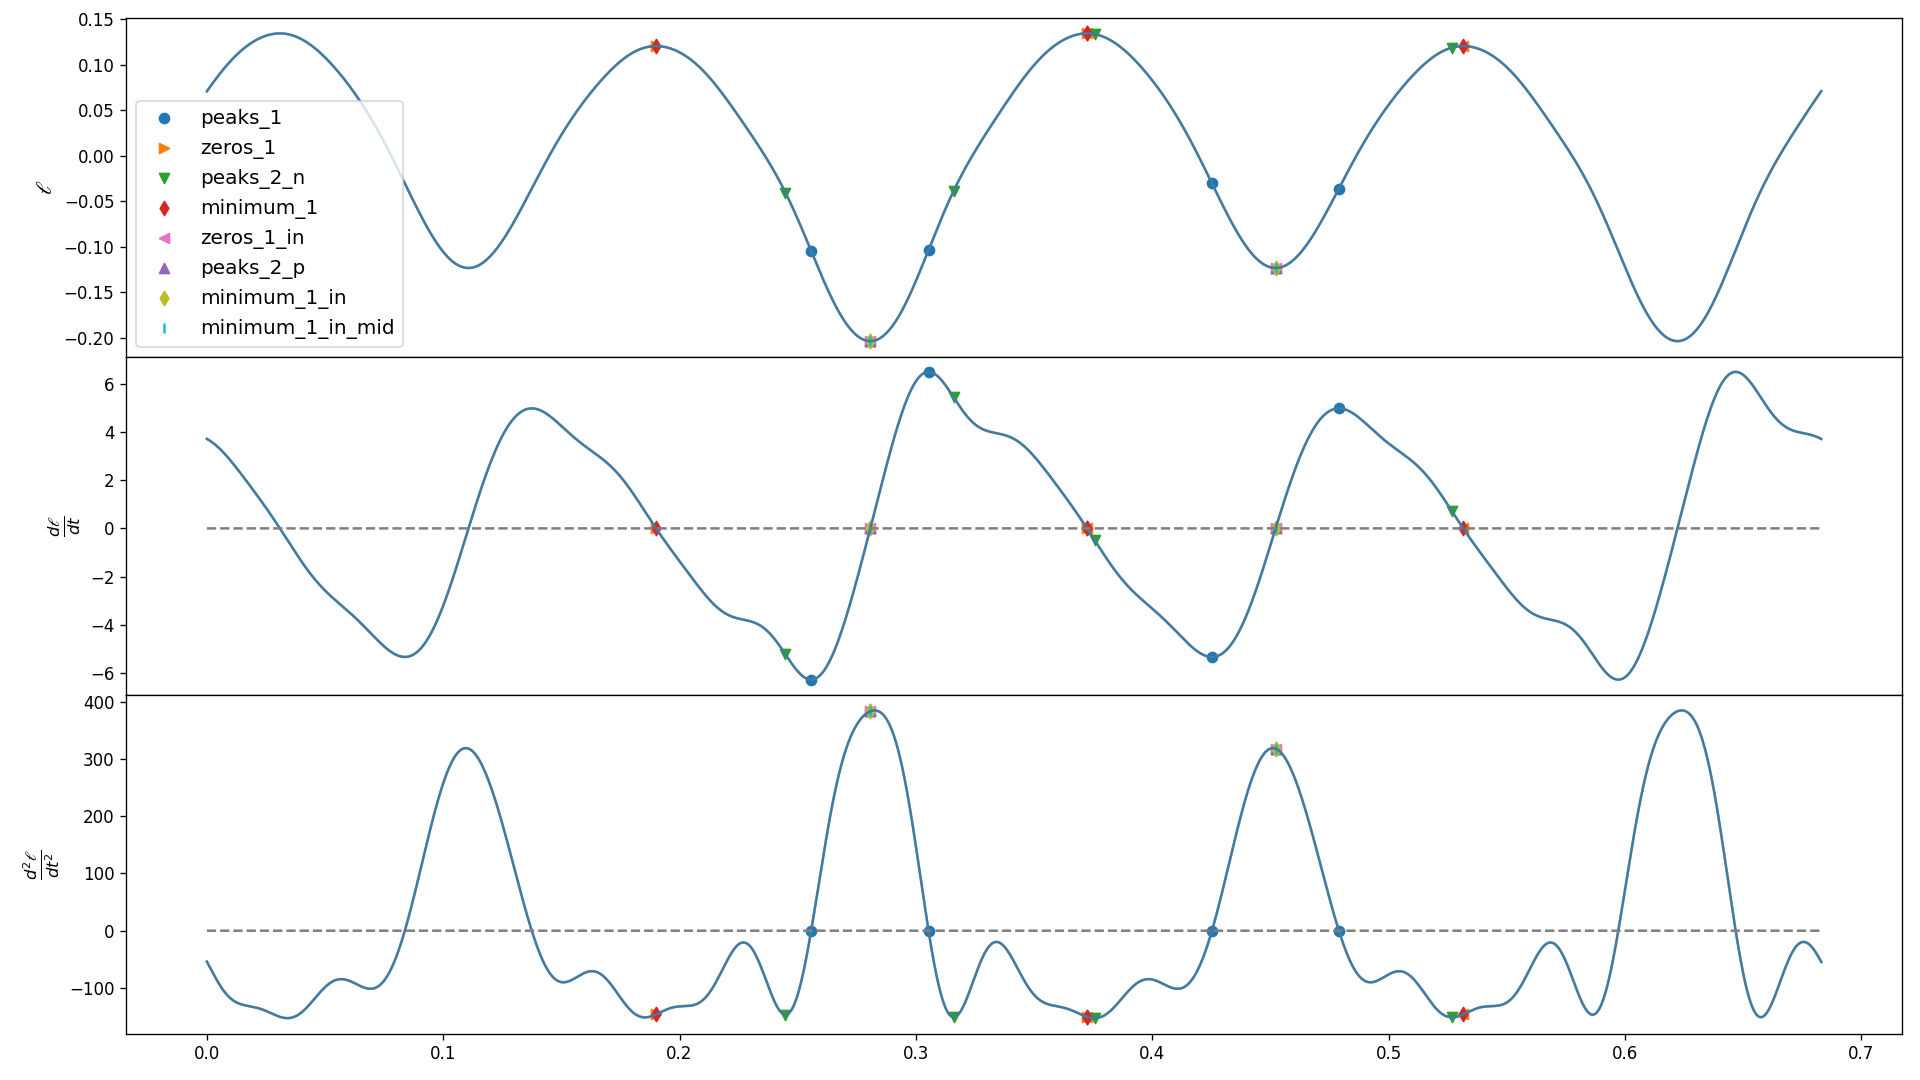 0.15
0.10
0.05
0.00
−0.05
−0.10
−0.15
−0.20
ℓ
peaks_1
zeros_1
peaks_2_n
minimum_1
zeros_1_in
peaks_2_p
minimum_1_in
minimum_1_in_mid
6
4
2
0
−2
−4
−6
dℓ
dt
400
300
200
100
0
−100
d²ℓ
dt²
0.0 0.1 0.2 0.3 0.4 0.5 0.6 0.7